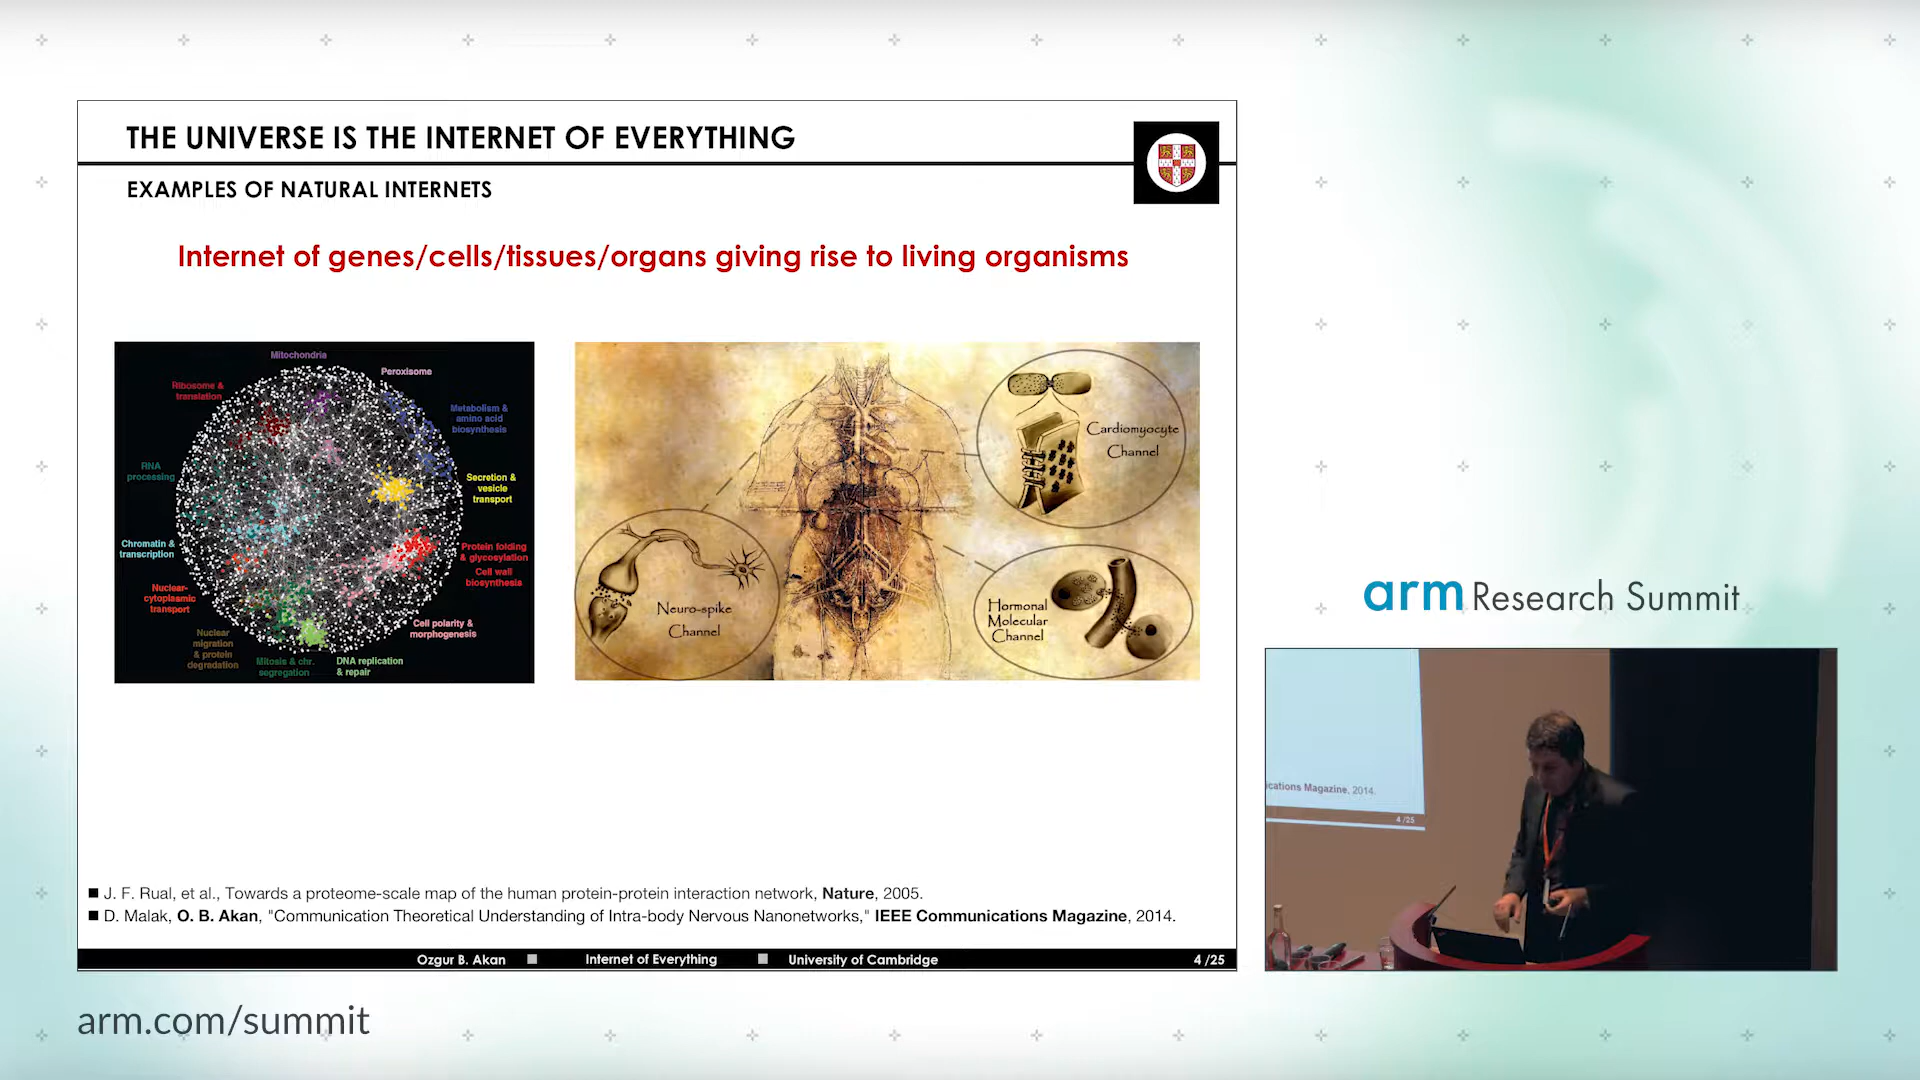 THE UNIVERSE IS THE INTERNET OF EVERYTHING
EXAMPLES OF NATURAL INTERNETS
Internet of genes/cells/tissues/organs giving rise to living organisms
Mitochondria
Peroxisome
Ribosome &
translation
Metabolism &
amino acid
biosynthesis
RNA
processing
Secretion &
vesicle
transport
Chromatin &
transcription
Protein folding
& glycosylation
Cell wall
biosynthesis
Nuclear-
cytoplasmic
transport
Cell polarity &
morphogenesis
Nuclear
migration
& protein
degradation
Mitosis & chr.
segregation
DNA replication
& repair
Cardiomyocyte
Channel
Neuro-spike
Channel
Hormonal
Molecular
Channel
■ J. F. Rual, et al., Towards a proteome-scale map of the human protein-protein interaction network, Nature, 2005.
■ D. Malak, O. B. Akan, "Communication Theoretical Understanding of Intra-body Nervous Nanonetworks," IEEE Communications Magazine, 2014.
Ozgur B. Akan ■ Internet of Everything ■ University of Cambridge 4 /25
arm Research Summit
ications Magazine, 2014.
4 /25
arm.com/summit